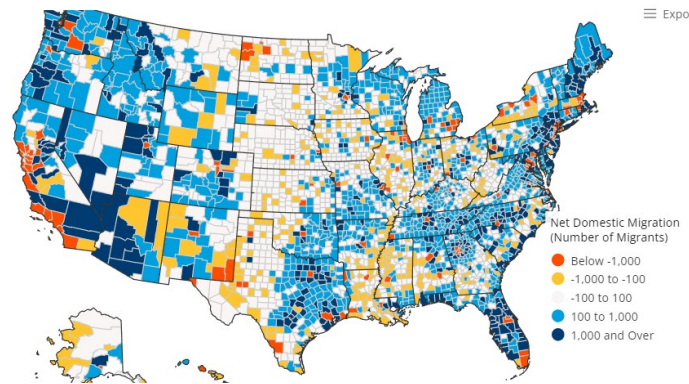 Expo
Net Domestic Migration
(Number of Migrants)
Below -1,000
-1,000 to -100
-100 to 100
100 to 1,000
1,000 and Over